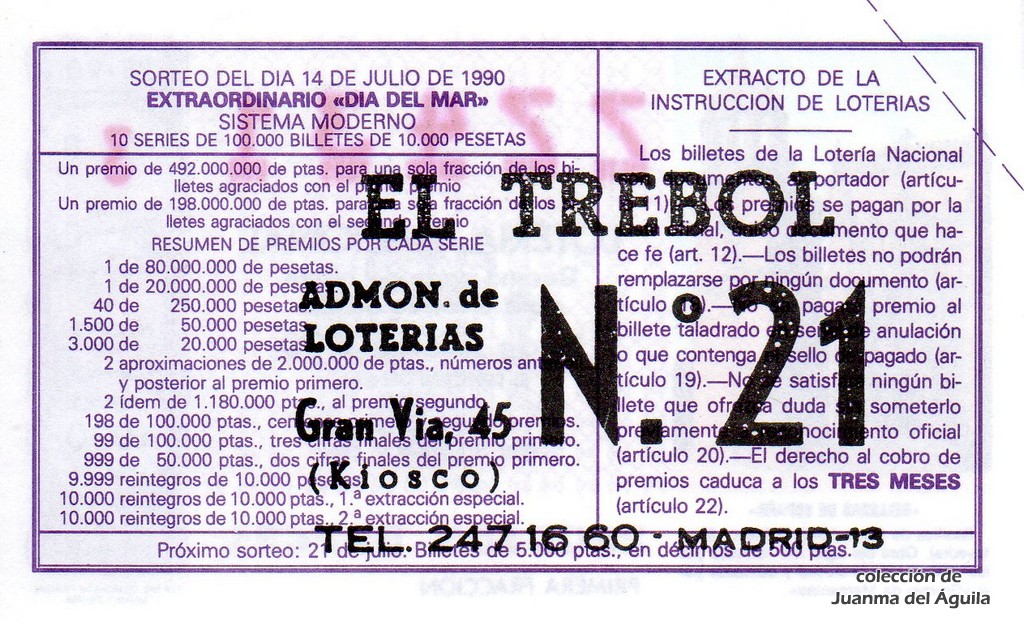 SORTEO DEL DIA 14 DE JULIO DE 1990
EXTRAORDINARIO «DIA DEL MAR»
SISTEMA MODERNO
10 SERIES DE 100.000 BILLETES DE 10.000 PESETAS
Un premio de 492.000.000 de ptas. para una sola fracción de los bi-
lletes agraciados con el primer premio
Un premio de 198.000.000 de ptas. para una sola fracción de los bi-
lletes agraciados con el segundo premio
RESUMEN DE PREMIOS POR CADA SERIE
1 de 80.000.000 de pesetas.
1 de 20.000.000 de pesetas.
40 de 250.000 pesetas.
1.500 de 50.000 pesetas.
3.000 de 20.000 pesetas.
2 aproximaciones de 2.000.000 de ptas., números anterior
y posterior al premio primero.
2 ídem de 1.180.000 ptas., al premio segundo.
198 de 100.000 ptas., centenas primero y segundo premios.
99 de 100.000 ptas., tres cifras finales del premio primero.
999 de 50.000 ptas., dos cifras finales del premio primero.
9.999 reintegros de 10.000 pesetas.
10.000 reintegros de 10.000 ptas., 1.ª extracción especial.
10.000 reintegros de 10.000 ptas., 2.ª extracción especial.
EXTRACTO DE LA
INSTRUCCION DE LOTERIAS
Los billetes de la Lotería Nacional
documentos al portador (artícu-
1).—Los premios se pagan por la
documento que ha-
ce fe (art. 12).—Los billetes no podrán
remplazarse por ningún documento (ar-
tículo premio al
billete taladrado en señal de anulación
o que contenga sello de pagado (ar-
tículo 19).—No se satisfará ningún bi-
llete que ofrezca duda sin someterlo
previamente a reconocimiento oficial
(artículo 20).—El derecho al cobro de
premios caduca a los TRES MESES
(artículo 22).
Próximo sorteo: 21 de julio. Billetes de 5.000 ptas., en décimos de 500 ptas.
EL TREBOL
ADMON. de
LOTERIAS
N.º 21
Gran Via, 45
(Kiosco)
TEL. 247 16 60 - MADRID-13
colección de
Juanma del Águila